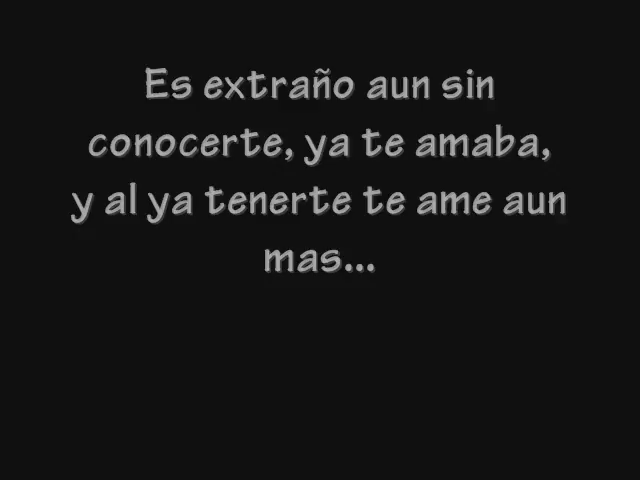 Es extraño aun sin
conocerte, ya te amaba,
y al ya tenerte te ame aun
mas...